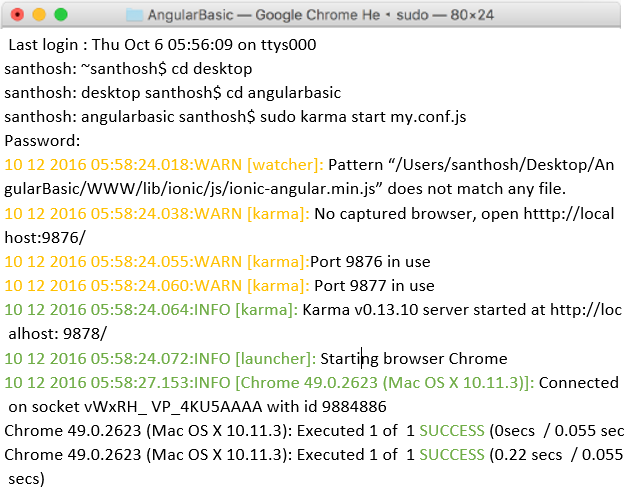 AngularBasic — Google Chrome He • sudo — 80×24
Last login : Thu Oct 6 05:56:09 on ttys000
santhosh: ~santhosh$ cd desktop
santhosh: desktop santhosh$ cd angularbasic
santhosh: angularbasic santhosh$ sudo karma start my.conf.js
Password:
10 12 2016 05:58:24.018:WARN [watcher]: Pattern “/Users/santhosh/Desktop/An
gularBasic/WWW/lib/ionic/js/ionic-angular.min.js” does not match any file.
10 12 2016 05:58:24.038:WARN [karma]: No captured browser, open htttp://local
host:9876/
10 12 2016 05:58:24.055:WARN [karma]:Port 9876 in use
10 12 2016 05:58:24.060:WARN [karma]: Port 9877 in use
10 12 2016 05:58:24.064:INFO [karma]: Karma v0.13.10 server started at http://loc
alhost: 9878/
10 12 2016 05:58:24.072:INFO [launcher]: Starting browser Chrome
10 12 2016 05:58:27.153:INFO [Chrome 49.0.2623 (Mac OS X 10.11.3)]: Connected
on socket vWxRH_ VP_4KU5AAAA with id 9884886
Chrome 49.0.2623 (Mac OS X 10.11.3): Executed 1 of 1 SUCCESS (0secs / 0.055 sec
Chrome 49.0.2623 (Mac OS X 10.11.3): Executed 1 of 1 SUCCESS (0.22 secs / 0.055
secs)